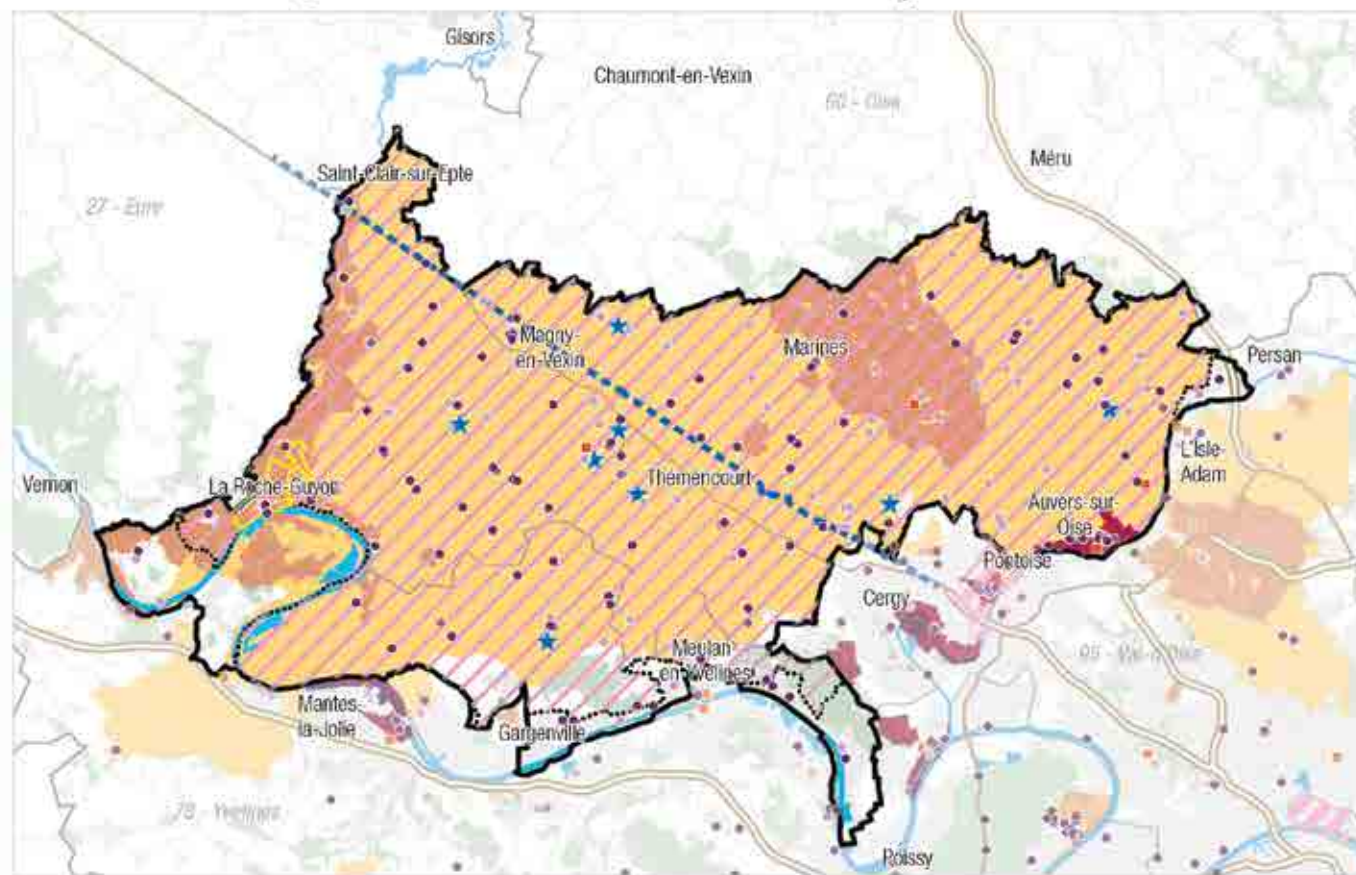 Gisors
Chaumont-en-Vexin
60 - Oise
Méru
Saint-Clair-sur-Epte
27 - Eure
Magny-
en-Vexin
Marines
Persan
L'Isle-
Adam
Vernon
La Roche-Guyon
Thémencourt
Auvers-sur-
Oise
Pontoise
Cergy
95 - Val-d'Oise
Meulan
en-Yvelines
Mantes-
la-Jolie
Gargenville
78 - Yvelines
Poissy